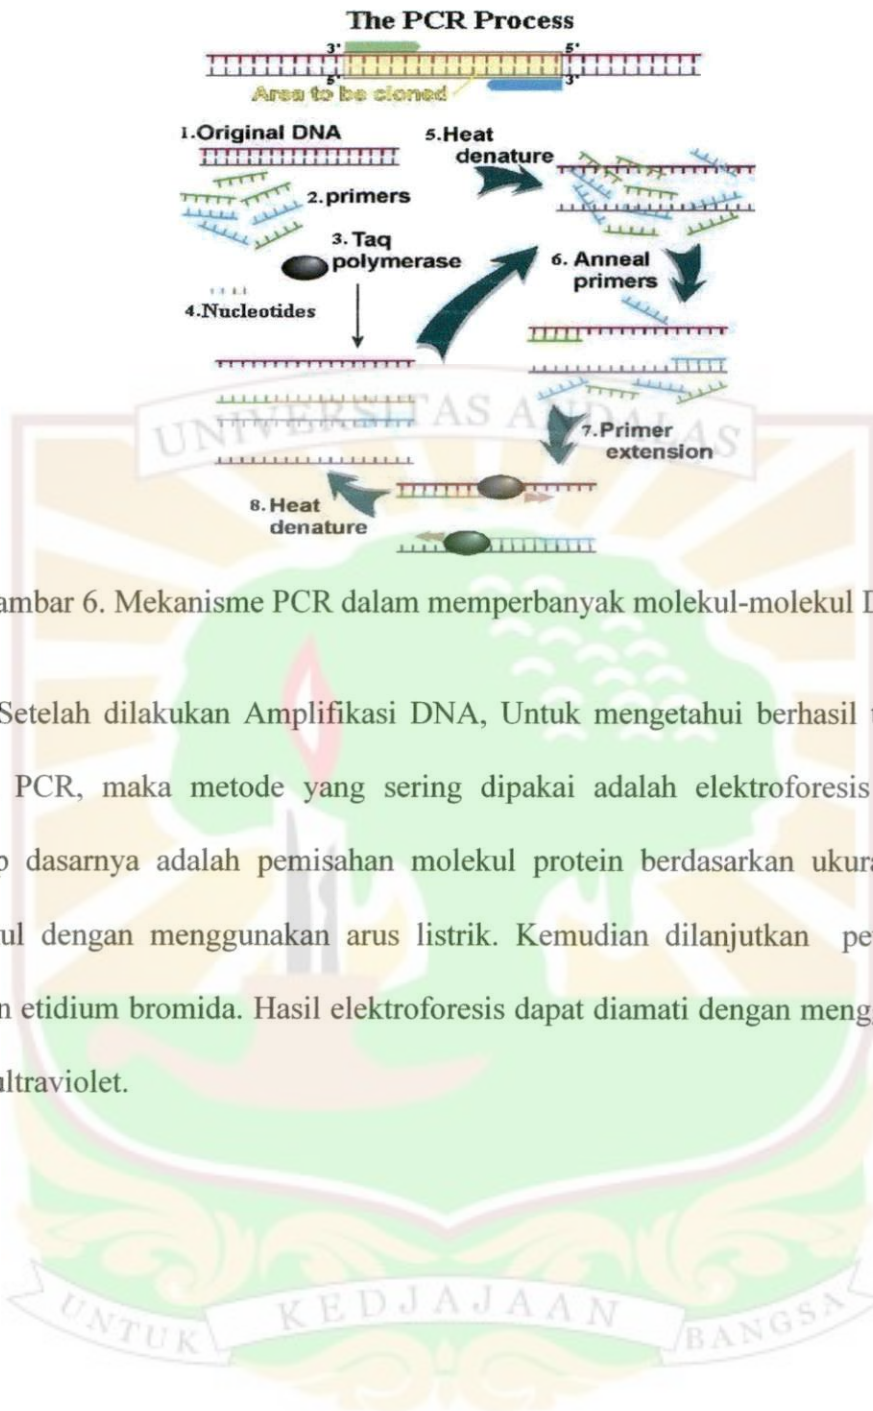 The PCR Process
3' 5'
5' 3'
Area to be cloned
1.Original DNA
2.primers
3. Taq
polymerase
4.Nucleotides
5.Heat
denature
6. Anneal
primers
7.Primer
extension
8.Heat
denature
UNIVERSITAS ANDALAS
ambar 6. Mekanisme PCR dalam memperbanyak molekul-molekul D
Setelah dilakukan Amplifikasi DNA, Untuk mengetahui berhasil t
PCR, maka metode yang sering dipakai adalah elektroforesis
p dasarnya adalah pemisahan molekul protein berdasarkan ukura
ul dengan menggunakan arus listrik. Kemudian dilanjutkan pe
n etidium bromida. Hasil elektroforesis dapat diamati dengan mengg
ultraviolet.
UNTUK KEDJAJAAN BANGSA